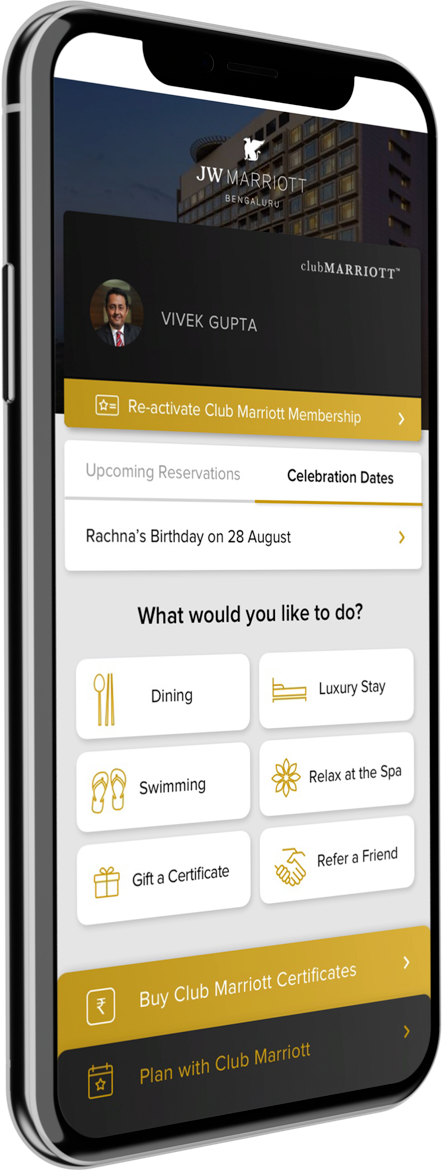 JW MARRIOTT
BENGALURU
clubMARRIOTT™
VIVEK GUPTA
Re-activate Club Marriott Membership
Upcoming Reservations
Celebration Dates
Rachna’s Birthday on 28 August
What would you like to do?
Dining
Luxury Stay
Swimming
Relax at the Spa
Gift a Certificate
Refer a Friend
₹
Buy Club Marriott Certificates
Plan with Club Marriott